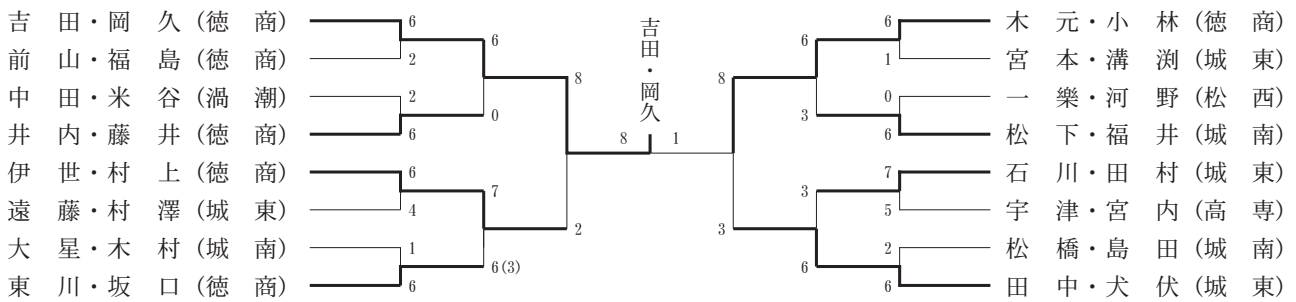 吉田・岡久(徳商) 6
前山・福島(徳商) 2
6
中田・米谷(渦潮) 2
井内・藤井(徳商) 6
0
8
伊世・村上(徳商) 6
遠藤・村澤(城東) 4
7
大星・木村(城南) 1
東川・坂口(徳商) 6
6(3)
2
吉田・岡久
8 1
6 木元・小林(徳商)
1 宮本・溝渕(城東)
6
0 一樂・河野(松西)
6 松下・福井(城南)
3
8
7 石川・田村(城東)
5 宇津・宮内(高専)
3
2 松橋・島田(城南)
6 田中・犬伏(城東)
6
3